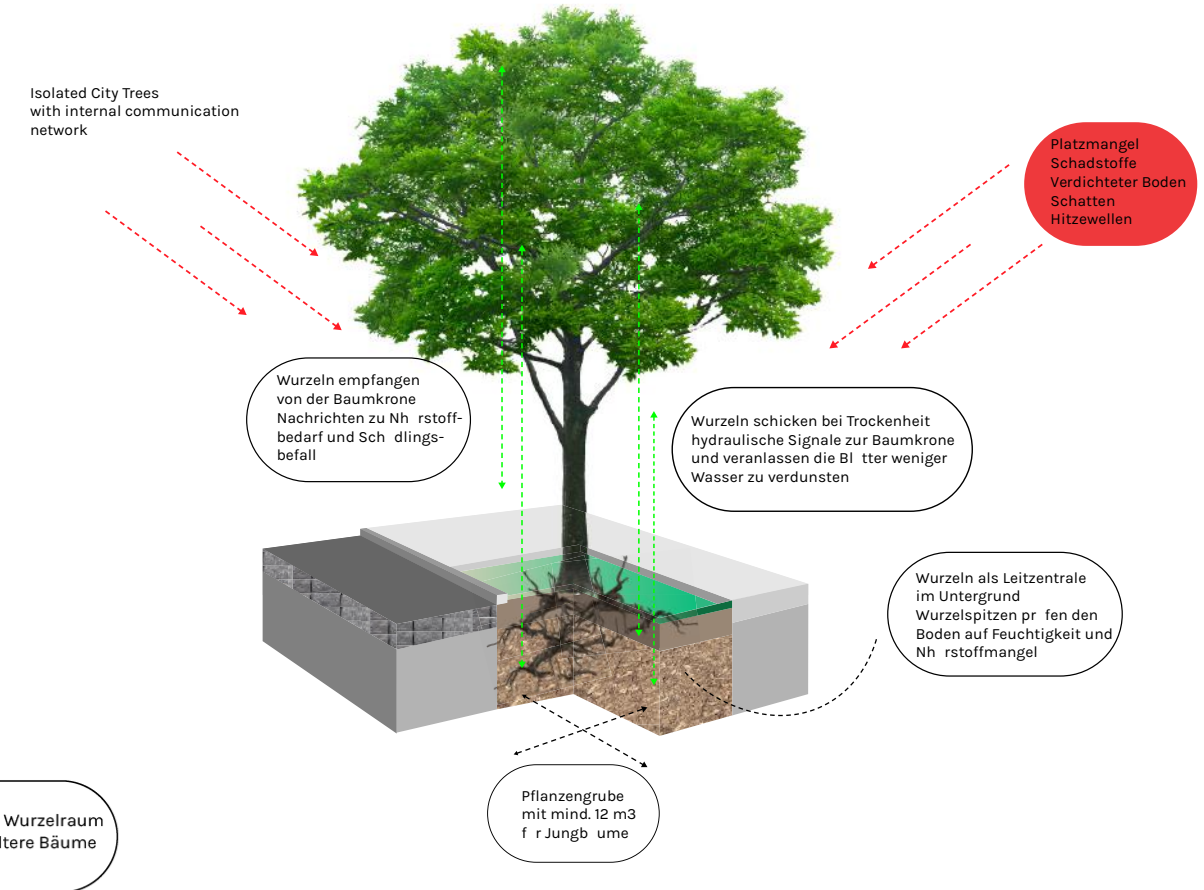 Isolated City Trees
with internal communication
network
Platzmangel
Schadstoffe
Verdichteter Boden
Schatten
Hitzewellen
Wurzeln empfangen
von der Baumkrone
Nachrichten zu Nh rstoff-
bedarf und Sch dlings-
befall
Wurzeln schicken bei Trockenheit
hydraulische Signale zur Baumkrone
und veranlassen die Bl tter weniger
Wasser zu verdunsten
Wurzeln als Leitzentrale
im Untergrund
Wurzelspitzen pr fen den
Boden auf Feuchtigkeit und
Nh rstoffmangel
Pflanzengrube
mit mind. 12 m3
f r Jungb ume
Wurzelraum
ltere Bäume